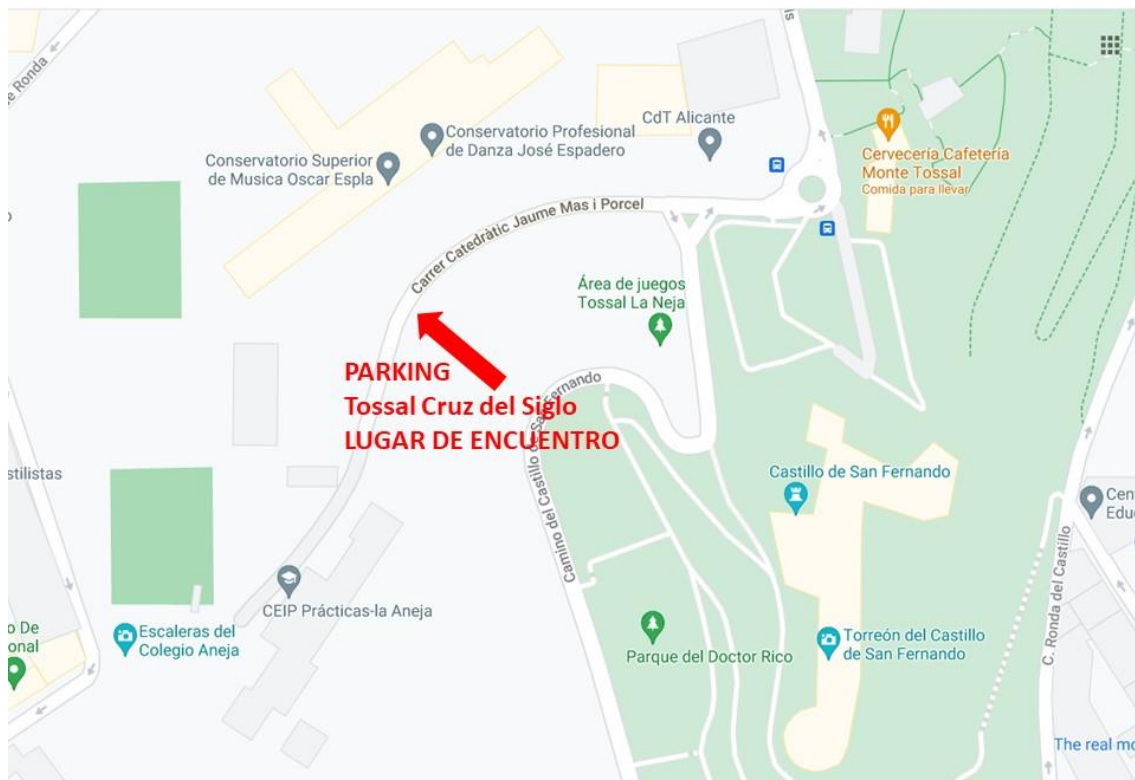 de Ronda
CdT Alicante
Conservatorio Profesional
de Danza José Espadero
Conservatorio Superior
de Musica Oscar Espla
Cervecería Cafetería
Monte Tossal
Comida para llevar
Carrer Catedràtic Jaume Mas i Porcel
Área de juegos
Tossal La Neja
PARKING
Tossal Cruz del Siglo
LUGAR DE ENCUENTRO
Camino del Castillo de San Fernando
stilistas
Castillo de San Fernando
Cen
Edu
C. Ronda del Castillo
CEIP Prácticas-la Aneja
Escaleras del
Colegio Aneja
o De
onal
Parque del Doctor Rico
Torreón del Castillo
de San Fernando
The real mo